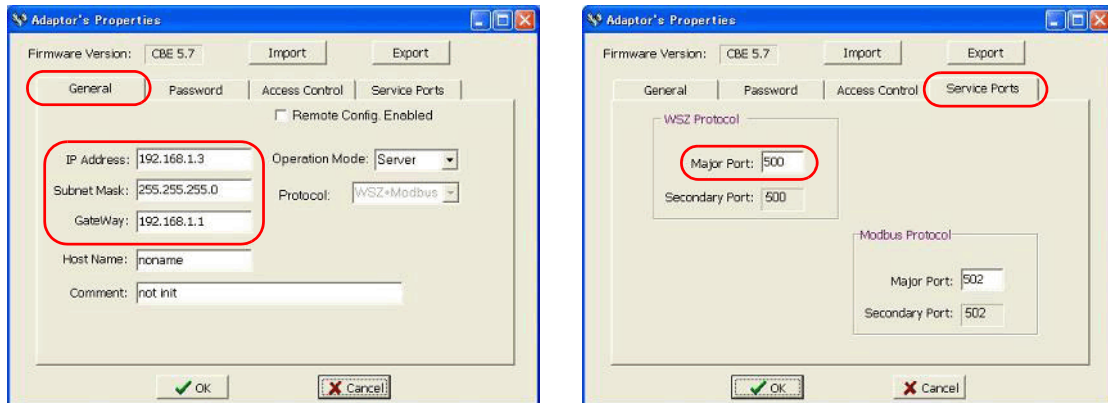 Adaptor's Properties
Firmware Version: CBE 5.7 Import Export
General Password Access Control Service Ports
Remote Config. Enabled
IP Address: 192.168.1.3 Operation Mode: Server
Subnet Mask: 255.255.255.0 Protocol: WSZ+Modbus
GateWay: 192.168.1.1
Host Name: noname
Comment: not init
OK Cancel
Adaptor's Properties
Firmware Version: CBE 5.7 Import Export
General Password Access Control Service Ports
WSZ Protocol
Major Port: 500
Secondary Port: 500
Modbus Protocol
Major Port: 502
Secondary Port: 502
OK Cancel